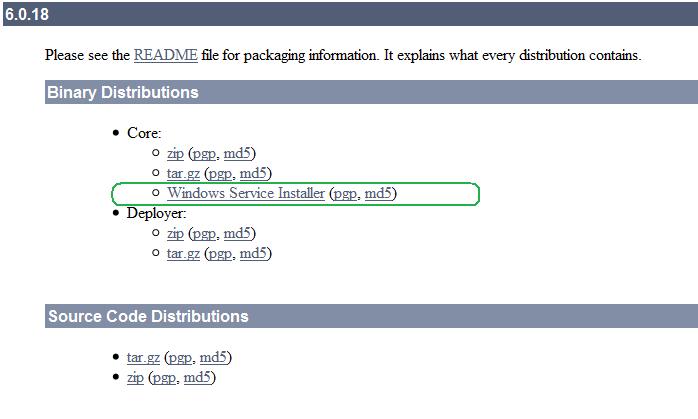 6.0.18
Please see the README file for packaging information. It explains what every distribution contains.
Binary Distributions
Core:
zip (pgp, md5)
tar.gz (pgp, md5)
Windows Service Installer (pgp, md5)
Deployer:
zip (pgp, md5)
tar.gz (pgp, md5)
Source Code Distributions
tar.gz (pgp, md5)
zip (pgp, md5)